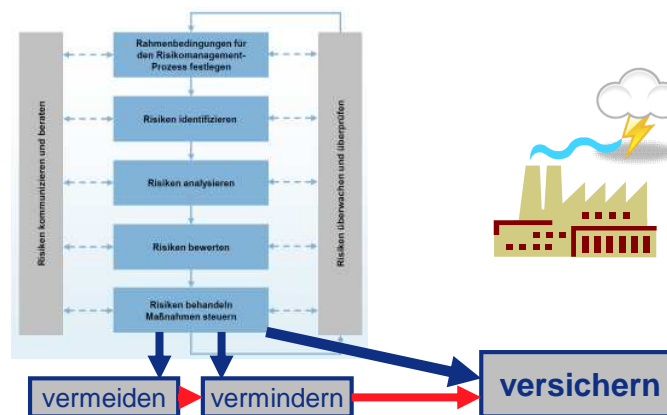 Rahmenbedingungen für
den Risikomanagement-
Prozess festlegen
Risiken identifizieren
Risiken analysieren
Risiken bewerten
Risiken behandeln
Maßnahmen steuern
Risiken kommunizieren und beraten
Risiken überwachen und überprüfen
vermeiden
vermindern
versichern